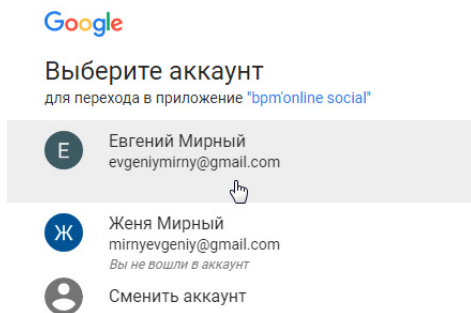 Google
Выберите аккаунт
для перехода в приложение "bpm'online social"
Е
Евгений Мирный
evgeniymirny@gmail.com
Ж
Женя Мирный
mirnyevgeniy@gmail.com
Вы не вошли в аккаунт
Сменить аккаунт